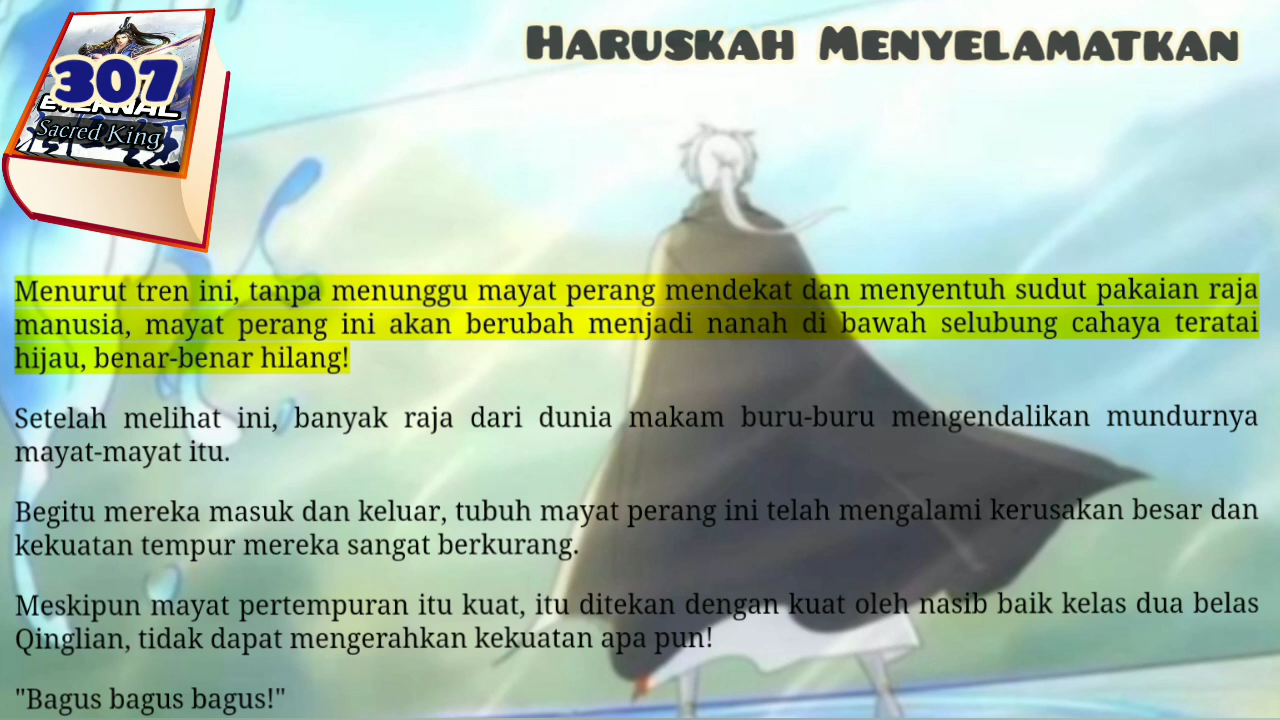 307
ETERNAL
Sacred King
Haruskah Menyelamatkan
Menurut tren ini, tanpa menunggu mayat perang mendekat dan menyentuh sudut pakaian raja
manusia, mayat perang ini akan berubah menjadi nanah di bawah selubung cahaya teratai
hijau, benar-benar hilang!
Setelah melihat ini, banyak raja dari dunia makam buru-buru mengendalikan mundurnya
mayat-mayat itu.
Begitu mereka masuk dan keluar, tubuh mayat perang ini telah mengalami kerusakan besar dan
kekuatan tempur mereka sangat berkurang.
Meskipun mayat pertempuran itu kuat, itu ditekan dengan kuat oleh nasib baik kelas dua belas
Qinglian, tidak dapat mengerahkan kekuatan apa pun!
"Bagus bagus bagus!"